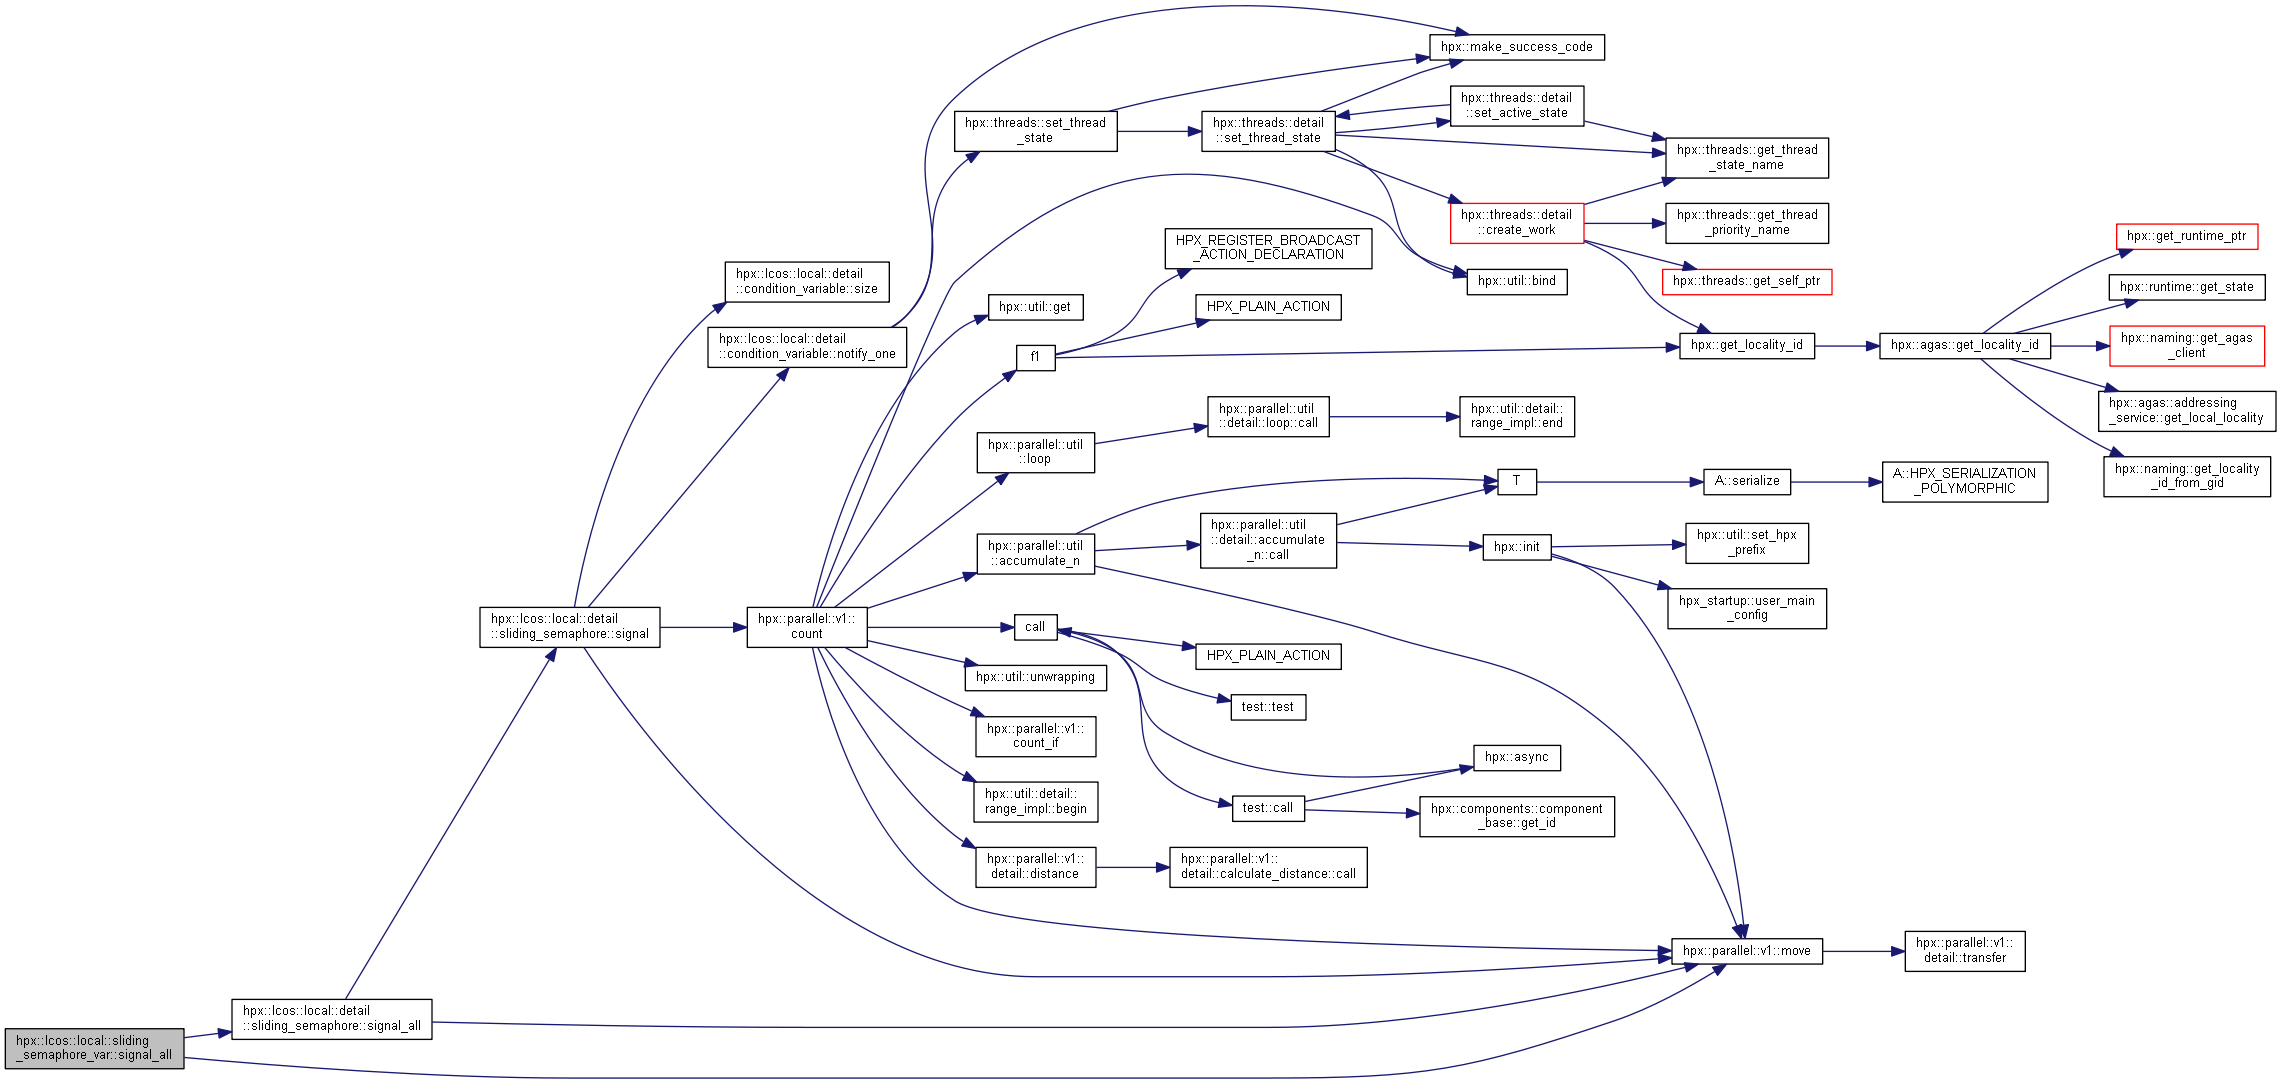 hpx::lcos::local::sliding
_semaphore_var::signal_all
hpx::lcos::local::detail
::sliding_semaphore::signal_all
hpx::lcos::local::detail
::sliding_semaphore::signal
hpx::lcos::local::detail
::condition_variable::size
hpx::lcos::local::detail
::condition_variable::notify_one
hpx::parallel::v1::
count
hpx::threads::set_thread
_state
hpx::util::get
f1
hpx::parallel::util
::loop
hpx::parallel::util
::accumulate_n
call
hpx::util::unwrapping
hpx::parallel::v1::
count_if
hpx::util::detail::
range_impl::begin
hpx::parallel::v1::
detail::distance
hpx::threads::detail
::set_thread_state
HPX_REGISTER_BROADCAST
_ACTION_DECLARATION
HPX_PLAIN_ACTION
hpx::parallel::util
::detail::loop::call
hpx::parallel::util
::detail::accumulate
_n::call
HPX_PLAIN_ACTION
test::test
test::call
hpx::parallel::v1::
detail::calculate_distance::call
hpx::make_success_code
hpx::threads::detail
::set_active_state
hpx::threads::detail
::create_work
hpx::util::bind
hpx::util::detail::
range_impl::end
T
hpx::init
hpx::async
hpx::components::component
_base::get_id
hpx::threads::get_thread
_state_name
hpx::threads::get_thread
_priority_name
hpx::threads::get_self_ptr
hpx::get_locality_id
A::serialize
hpx::util::set_hpx
_prefix
hpx_startup::user_main
_config
hpx::parallel::v1::move
hpx::agas::get_locality_id
A::HPX_SERIALIZATION
_POLYMORPHIC
hpx::parallel::v1::
detail::transfer
hpx::get_runtime_ptr
hpx::runtime::get_state
hpx::naming::get_agas
_client
hpx::agas::addressing
_service::get_local_locality
hpx::naming::get_locality
_id_from_gid